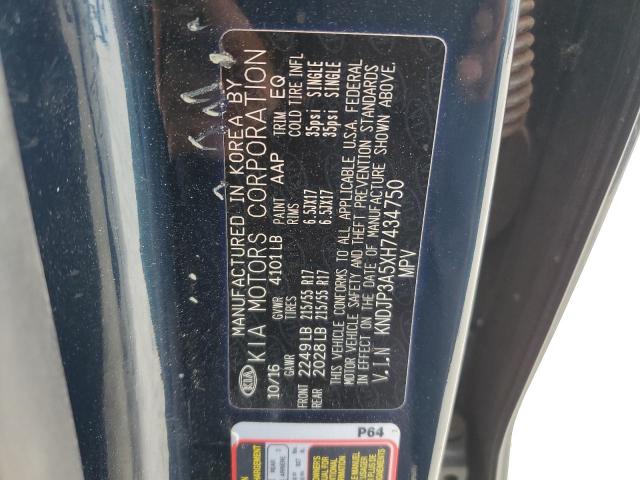 MANUFACTURED IN KOREA BY
KIA KIA MOTORS CORPORATION
10/16 GVWR 4101LB PAINT AAP TRIM EQ
GAWR TIRES RIMS COLD TIRE INFL
FRONT 2249LB 215/55 R17 6.5JX17 35psi SINGLE
REAR 2028LB 215/55 R17 6.5JX17 35psi SINGLE
THIS VEHICLE CONFORMS TO ALL APPLICABLE U.S.A. FEDERAL
MOTOR VEHICLE SAFETY AND THEFT PREVENTION STANDARDS
IN EFFECT ON THE DATE OF MANUFACTURE SHOWN ABOVE.
V.I.N KNDJP3A5XH7434750
MPV
P64
REAR
ARRIERE